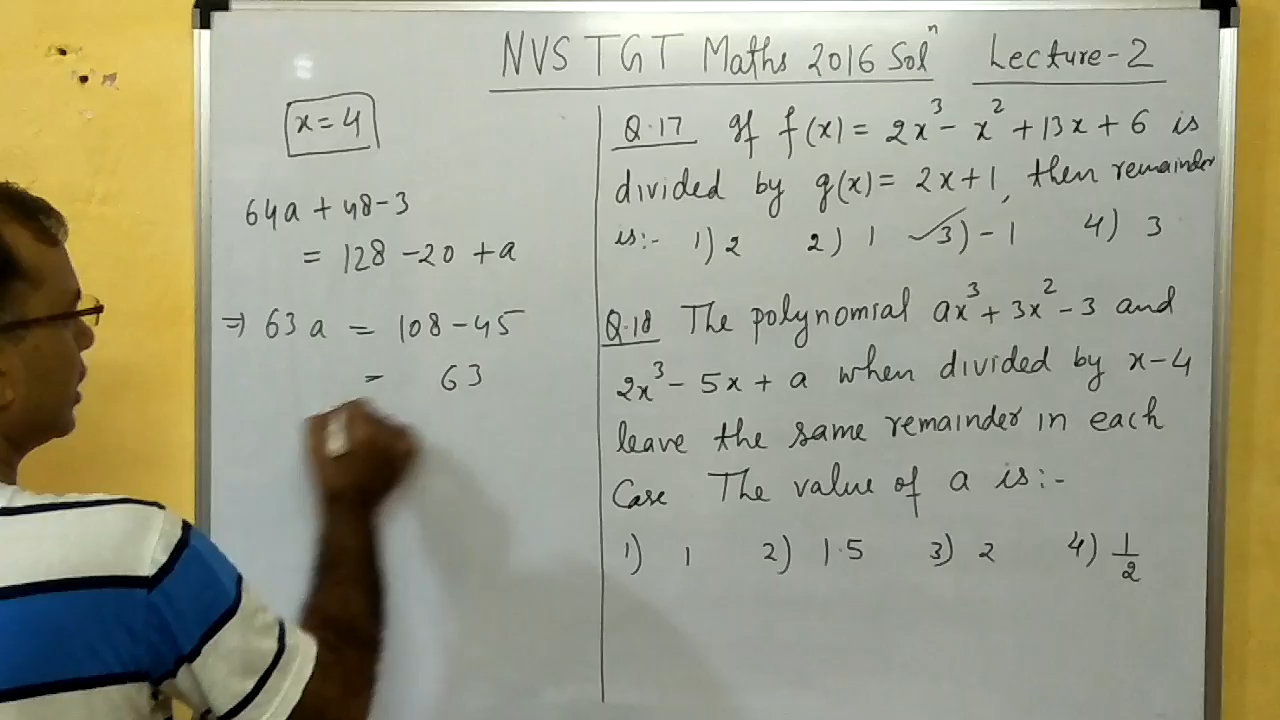 NVS TGT Maths 2016 Solⁿ Lecture-2
x=4
64a + 48-3
= 128 -20 + a
⇒ 63a = 108-45
= 63
Q.17 If f(x) = 2x³ - x² + 13x + 6 is
divided by g(x) = 2x+1, then remainder
is:- 1) 2 2) 1 ✓3) -1 4) 3
Q.18 The polynomial ax³ + 3x² - 3 and
2x³ - 5x + a when divided by x-4
leave the same remainder in each
Case The value of a is:-
1) 1 2) 1.5 3) 2 4) 1/2